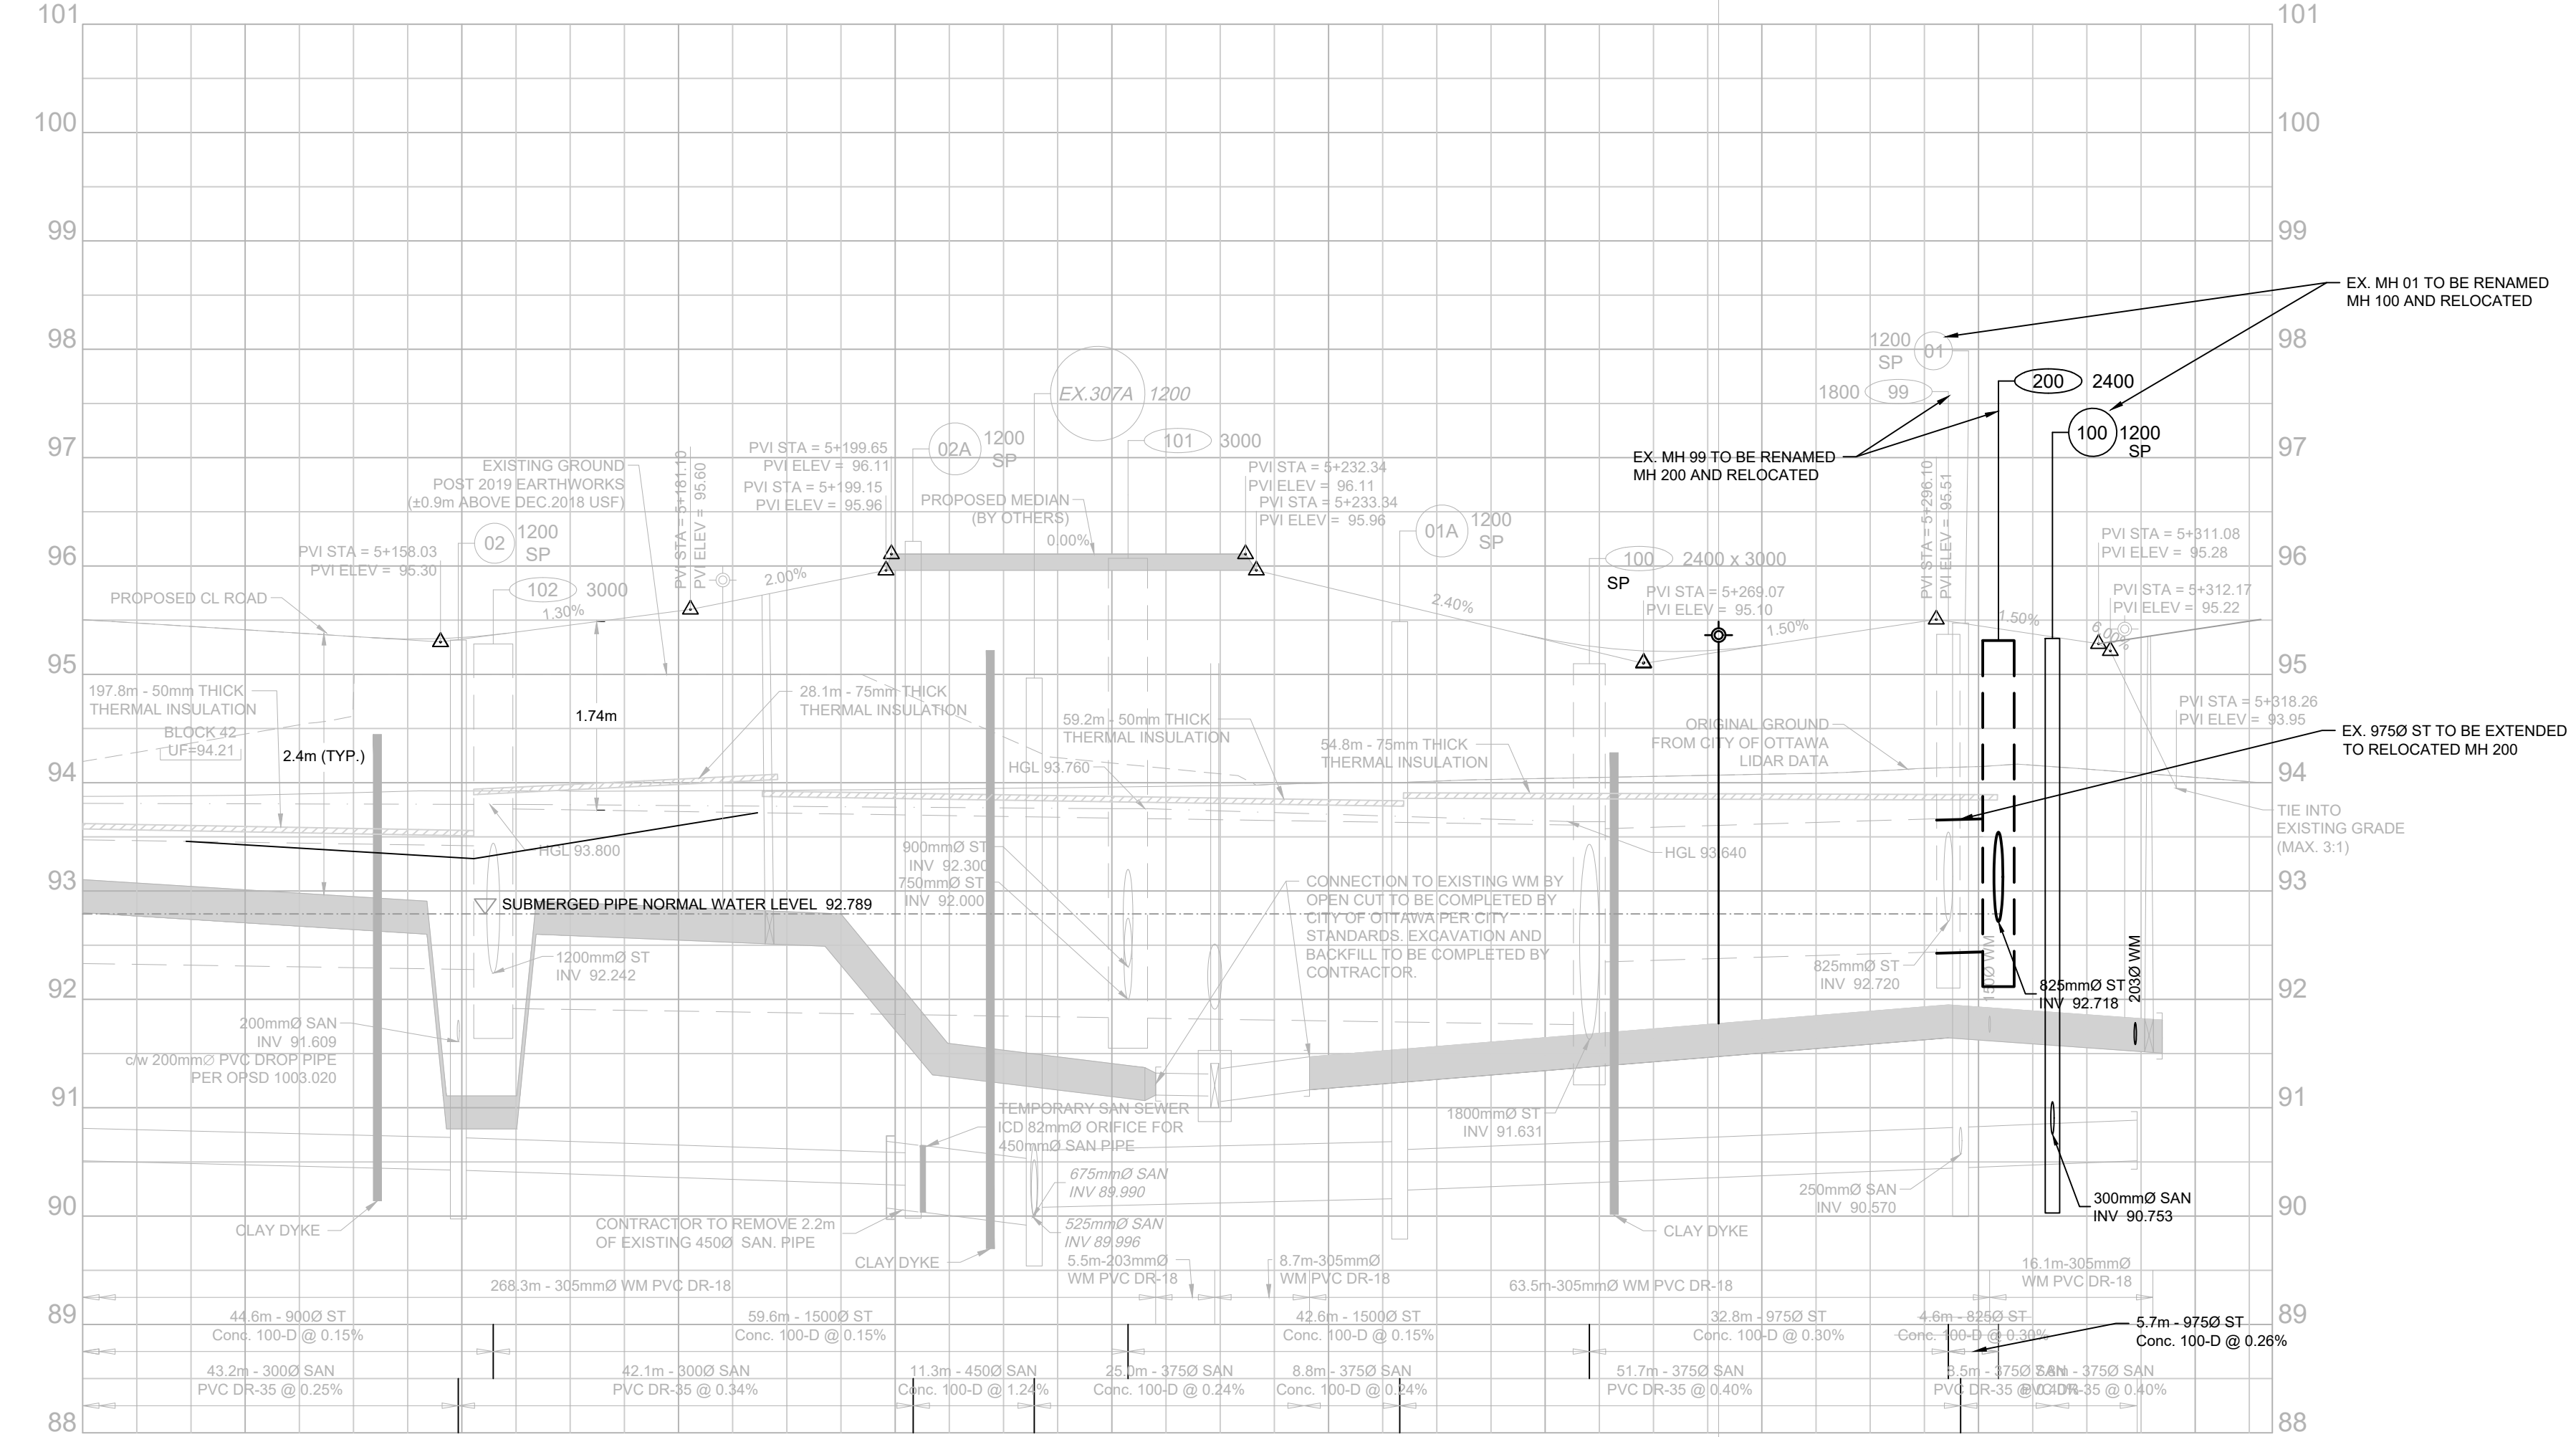 101
101
100
100
99
99
98
98
97
97
96
96
95
95
94
94
93
93
92
92
91
91
90
90
89
89
88
88
EX. MH 01 TO BE RENAMED
MH 100 AND RELOCATED
1200
SP
01
1800
99
200
2400
100
1200
SP
EX. MH 99 TO BE RENAMED
MH 200 AND RELOCATED
EX.307A
1200
02A
1200
SP
101
3000
PVI STA = 5+199.65
PVI ELEV = 96.11
PVI STA = 5+199.15
PVI ELEV = 95.96
EXISTING GROUND
POST 2019 EARTHWORKS
(±0.9m ABOVE DEC.2018 USF)
PVI STA = 5+181.10
PVI ELEV = 95.60
PROPOSED MEDIAN
(BY OTHERS)
0.00%
PVI STA = 5+232.34
PVI ELEV = 96.11
PVI STA = 5+233.34
PVI ELEV = 95.96
01A
1200
SP
02
1200
SP
PVI STA = 5+158.03
PVI ELEV = 95.30
102
3000
1.30%
2.00%
PROPOSED CL ROAD
2.40%
100
2400 x 3000
SP
PVI STA = 5+269.07
PVI ELEV = 95.10
1.50%
PVI STA = 5+296.10
PVI ELEV = 95.51
1.50%
6.00%
PVI STA = 5+311.08
PVI ELEV = 95.28
PVI STA = 5+312.17
PVI ELEV = 95.22
PVI STA = 5+318.26
PVI ELEV = 93.95
EX. 975Ø ST TO BE EXTENDED
TO RELOCATED MH 200
TIE INTO
EXISTING GRADE
(MAX. 3:1)
197.8m - 50mm THICK
THERMAL INSULATION
BLOCK 42
UF=94.21
2.4m (TYP.)
1.74m
28.1m - 75mm THICK
THERMAL INSULATION
59.2m - 50mm THICK
THERMAL INSULATION
HGL 93.760
54.8m - 75mm THICK
THERMAL INSULATION
ORIGINAL GROUND
FROM CITY OF OTTAWA
LIDAR DATA
HGL 93.800
HGL 93.640
900mmØ ST
INV 92.300
750mmØ ST
INV 92.000
SUBMERGED PIPE NORMAL WATER LEVEL 92.789
CONNECTION TO EXISTING WM BY
OPEN CUT TO BE COMPLETED BY
CITY OF OTTAWA PER CITY
STANDARDS. EXCAVATION AND
BACKFILL TO BE COMPLETED BY
CONTRACTOR.
1200mmØ ST
INV 92.242
825mmØ ST
INV 92.720
150Ø WM
825mmØ ST
INV 92.718
203Ø WM
200mmØ SAN
INV 91.609
c/w 200mmØ PVC DROP PIPE
PER OPSD 1003.020
TEMPORARY SAN SEWER
ICD 82mmØ ORIFICE FOR
450mmØ SAN PIPE
1800mmØ ST
INV 91.631
675mmØ SAN
INV 89.990
525mmØ SAN
INV 89.996
250mmØ SAN
INV 90.570
300mmØ SAN
INV 90.753
CLAY DYKE
CONTRACTOR TO REMOVE 2.2m
OF EXISTING 450Ø SAN. PIPE
CLAY DYKE
CLAY DYKE
268.3m - 305mmØ WM PVC DR-18
5.5m-203mmØ
WM PVC DR-18
8.7m-305mmØ
WM PVC DR-18
63.5m-305mmØ WM PVC DR-18
16.1m-305mmØ
WM PVC DR-18
44.6m - 900Ø ST
Conc. 100-D @ 0.15%
59.6m - 1500Ø ST
Conc. 100-D @ 0.15%
42.6m - 1500Ø ST
Conc. 100-D @ 0.15%
32.8m - 975Ø ST
Conc. 100-D @ 0.30%
4.6m - 825Ø ST
Conc. 100-D @ 0.30%
5.7m - 975Ø ST
Conc. 100-D @ 0.26%
43.2m - 300Ø SAN
PVC DR-35 @ 0.25%
42.1m - 300Ø SAN
PVC DR-35 @ 0.34%
11.3m - 450Ø SAN
Conc. 100-D @ 1.24%
25.0m - 375Ø SAN
Conc. 100-D @ 0.24%
8.8m - 375Ø SAN
Conc. 100-D @ 0.24%
51.7m - 375Ø SAN
PVC DR-35 @ 0.40%
8.5m - 375Ø SAN
PVC DR-35 @ 0.40%
- 375Ø SAN
PVC DR-35 @ 0.40%